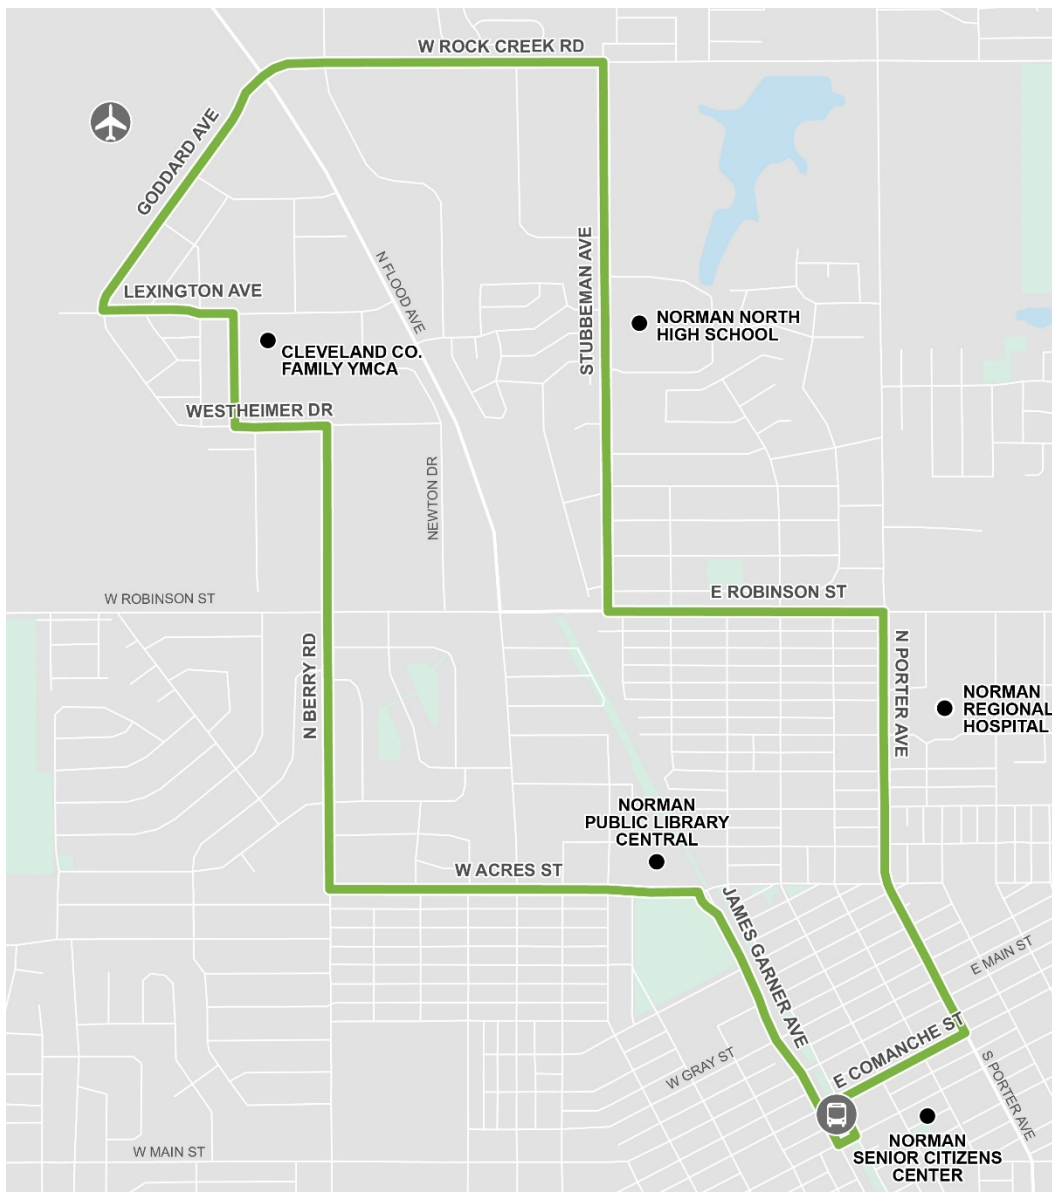 W ROCK CREEK RD
GODDARD AVE
N FLOOD AVE
STUBBEMAN AVE
LEXINGTON AVE
NORMAN NORTH
HIGH SCHOOL
CLEVELAND CO.
FAMILY YMCA
WESTHEIMER DR
NEWTON DR
W ROBINSON ST
E ROBINSON ST
N BERRY RD
N PORTER AVE
NORMAN
REGIONAL
HOSPITAL
NORMAN
PUBLIC LIBRARY
CENTRAL
W ACRES ST
JAMES GARNER AVE
E MAIN ST
W GRAY ST
E COMANCHE ST
S PORTER AVE
W MAIN ST
NORMAN
SENIOR CITIZENS
CENTER